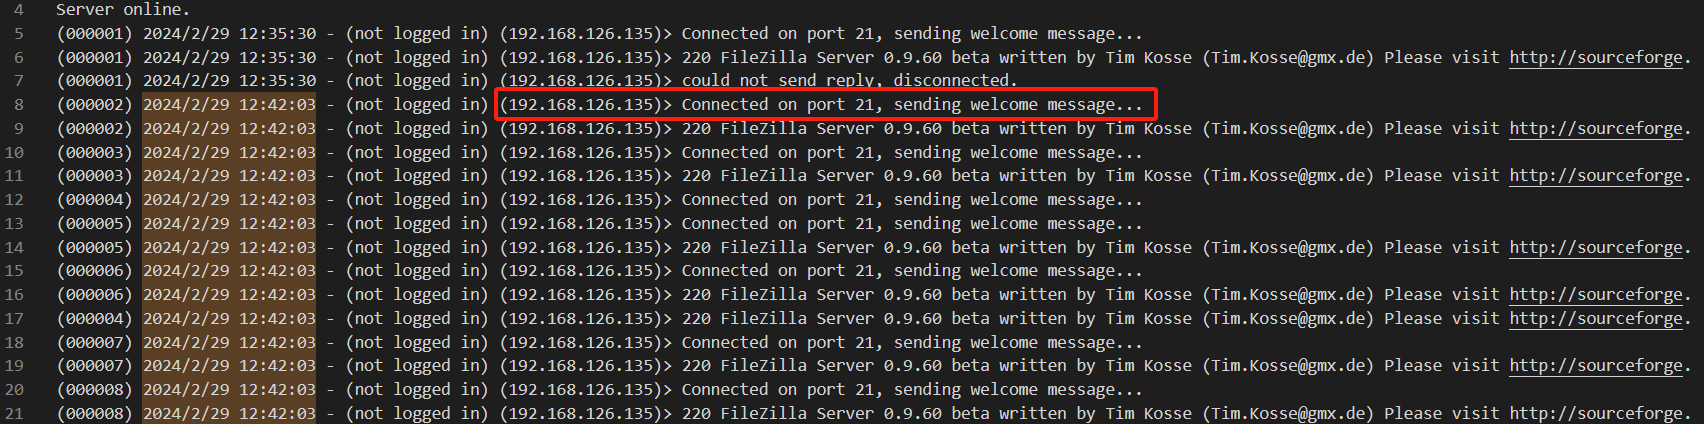 4 Server online.
5 (000001) 2024/2/29 12:35:30 - (not logged in) (192.168.126.135)> Connected on port 21, sending welcome message...
6 (000001) 2024/2/29 12:35:30 - (not logged in) (192.168.126.135)> 220 FileZilla Server 0.9.60 beta written by Tim Kosse (Tim.Kosse@gmx.de) Please visit http://sourceforge.
7 (000001) 2024/2/29 12:35:30 - (not logged in) (192.168.126.135)> could not send reply, disconnected.
8 (000002) 2024/2/29 12:42:03 - (not logged in) (192.168.126.135)> Connected on port 21, sending welcome message...
9 (000002) 2024/2/29 12:42:03 - (not logged in) (192.168.126.135)> 220 FileZilla Server 0.9.60 beta written by Tim Kosse (Tim.Kosse@gmx.de) Please visit http://sourceforge.
10 (000003) 2024/2/29 12:42:03 - (not logged in) (192.168.126.135)> Connected on port 21, sending welcome message...
11 (000003) 2024/2/29 12:42:03 - (not logged in) (192.168.126.135)> 220 FileZilla Server 0.9.60 beta written by Tim Kosse (Tim.Kosse@gmx.de) Please visit http://sourceforge.
12 (000004) 2024/2/29 12:42:03 - (not logged in) (192.168.126.135)> Connected on port 21, sending welcome message...
13 (000005) 2024/2/29 12:42:03 - (not logged in) (192.168.126.135)> Connected on port 21, sending welcome message...
14 (000005) 2024/2/29 12:42:03 - (not logged in) (192.168.126.135)> 220 FileZilla Server 0.9.60 beta written by Tim Kosse (Tim.Kosse@gmx.de) Please visit http://sourceforge.
15 (000006) 2024/2/29 12:42:03 - (not logged in) (192.168.126.135)> Connected on port 21, sending welcome message...
16 (000006) 2024/2/29 12:42:03 - (not logged in) (192.168.126.135)> 220 FileZilla Server 0.9.60 beta written by Tim Kosse (Tim.Kosse@gmx.de) Please visit http://sourceforge.
17 (000004) 2024/2/29 12:42:03 - (not logged in) (192.168.126.135)> 220 FileZilla Server 0.9.60 beta written by Tim Kosse (Tim.Kosse@gmx.de) Please visit http://sourceforge.
18 (000007) 2024/2/29 12:42:03 - (not logged in) (192.168.126.135)> Connected on port 21, sending welcome message...
19 (000007) 2024/2/29 12:42:03 - (not logged in) (192.168.126.135)> 220 FileZilla Server 0.9.60 beta written by Tim Kosse (Tim.Kosse@gmx.de) Please visit http://sourceforge.
20 (000008) 2024/2/29 12:42:03 - (not logged in) (192.168.126.135)> Connected on port 21, sending welcome message...
21 (000008) 2024/2/29 12:42:03 - (not logged in) (192.168.126.135)> 220 FileZilla Server 0.9.60 beta written by Tim Kosse (Tim.Kosse@gmx.de) Please visit http://sourceforge.